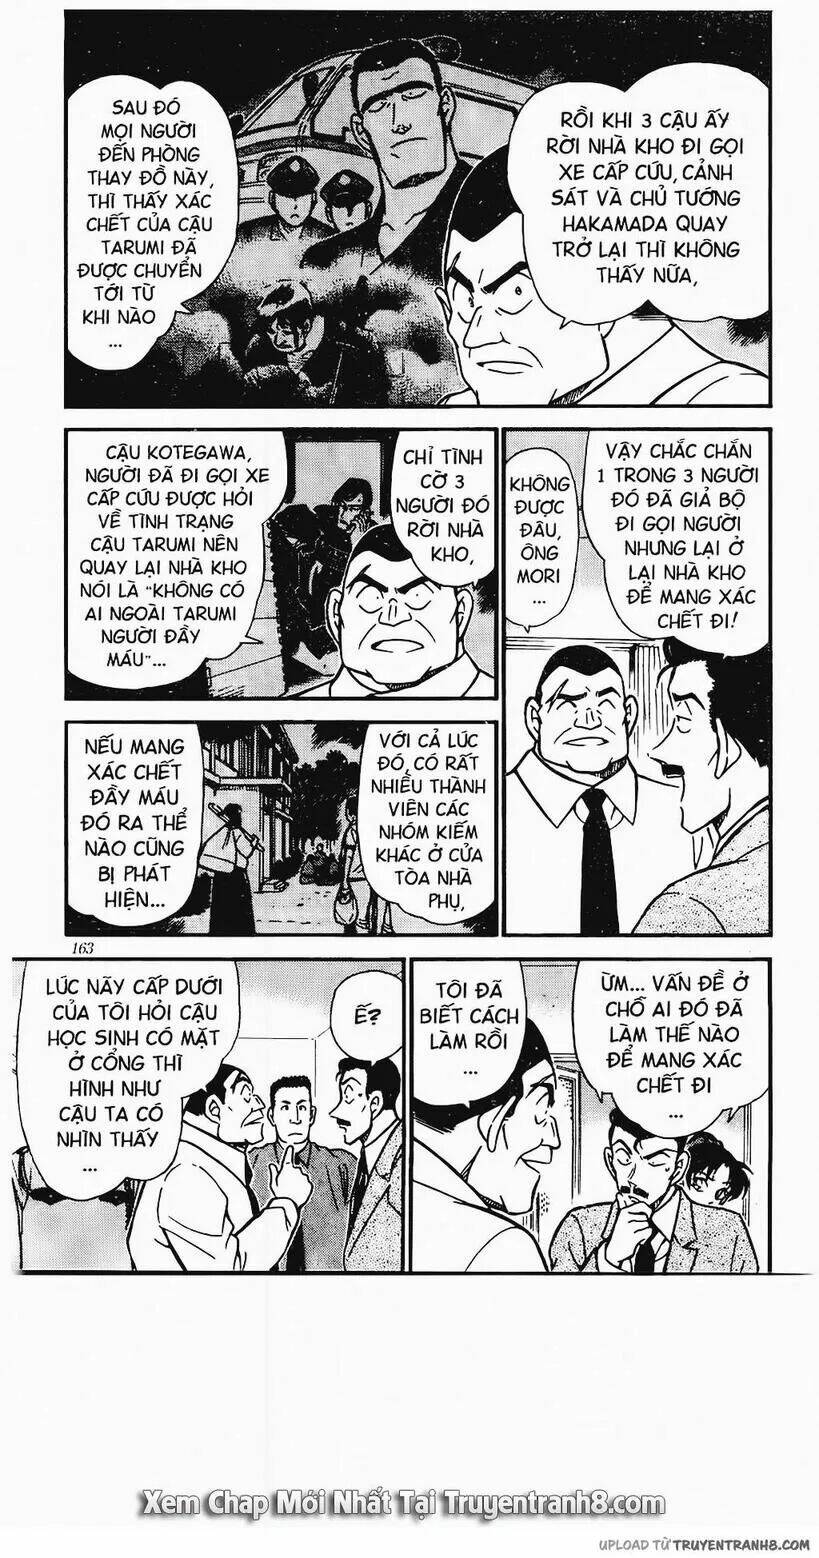 RỒI KHI 3 CẬU ẤY
RỜI NHÀ KHO ĐI GỌI
XE CẤP CỨU, CẢNH
SÁT VÀ CHỦ TƯỚNG
HAKAMADA QUAY
TRỞ LẠI THÌ KHÔNG
THẤY NỮA,
SAU ĐÓ
MỌI NGƯỜI
ĐẾN PHÒNG
THAY ĐỒ NÀY,
THÌ THẤY XÁC
CHẾT CỦA CẬU
TARUMI ĐÃ
ĐƯỢC CHUYỂN
TỚI TỪ
KHI NÀO
...
VẬY CHẮC CHẮN
1 TRONG 3 NGƯỜI
ĐÓ ĐÃ GIẢ BỘ
ĐI GỌI NGƯỜI
NHƯNG LẠI Ở
LẠI NHÀ KHO
ĐỂ MANG XÁC
CHẾT ĐI!
KHÔNG
ĐƯỢC
ĐÂU,
ÔNG
MORI
...
CHỈ TÌNH
CỜ 3
NGƯỜI ĐÓ
RỜI NHÀ
KHO,
CẬU KOTEGAWA,
NGƯỜI ĐÃ ĐI GỌI XE
CẤP CỨU ĐƯỢC HỎI
VỀ TÌNH TRẠNG
CẬU TARUMI NÊN
QUAY LẠI NHÀ KHO
NÓI LÀ "KHÔNG CÓ
AI NGOÀI TARUMI
NGƯỜI ĐẦY
MÁU"...
VỚI CẢ LÚC
ĐÓ, CÓ RẤT
NHIỀU THÀNH
VIÊN CÁC
NHÓM KIẾM
KHÁC Ở CỬA
TÒA NHÀ
PHỤ,
NẾU MANG
XÁC CHẾT
ĐẦY MÁU
ĐÓ RA THỂ
NÀO CŨNG
BỊ PHÁT
HIỆN...
163
ỪM... VẤN ĐỀ Ở
CHỖ AI ĐÓ ĐÃ
LÀM THẾ NÀO
ĐỂ MANG XÁC
CHẾT ĐI
...
TÔI ĐÃ
BIẾT CÁCH
LÀM RỒI
...
Ế?
LÚC NÃY CẤP DƯỚI
CỦA TÔI HỎI CẬU
HỌC SINH CÓ MẶT
Ở CỔNG THÌ
HÌNH NHƯ
CẬU TA CÓ
NHÌN THẤY
...
Xem Chap Mới Nhất Tại Truyentranh8.com
UPLOAD TỪ TRUYENTRANH8.COM